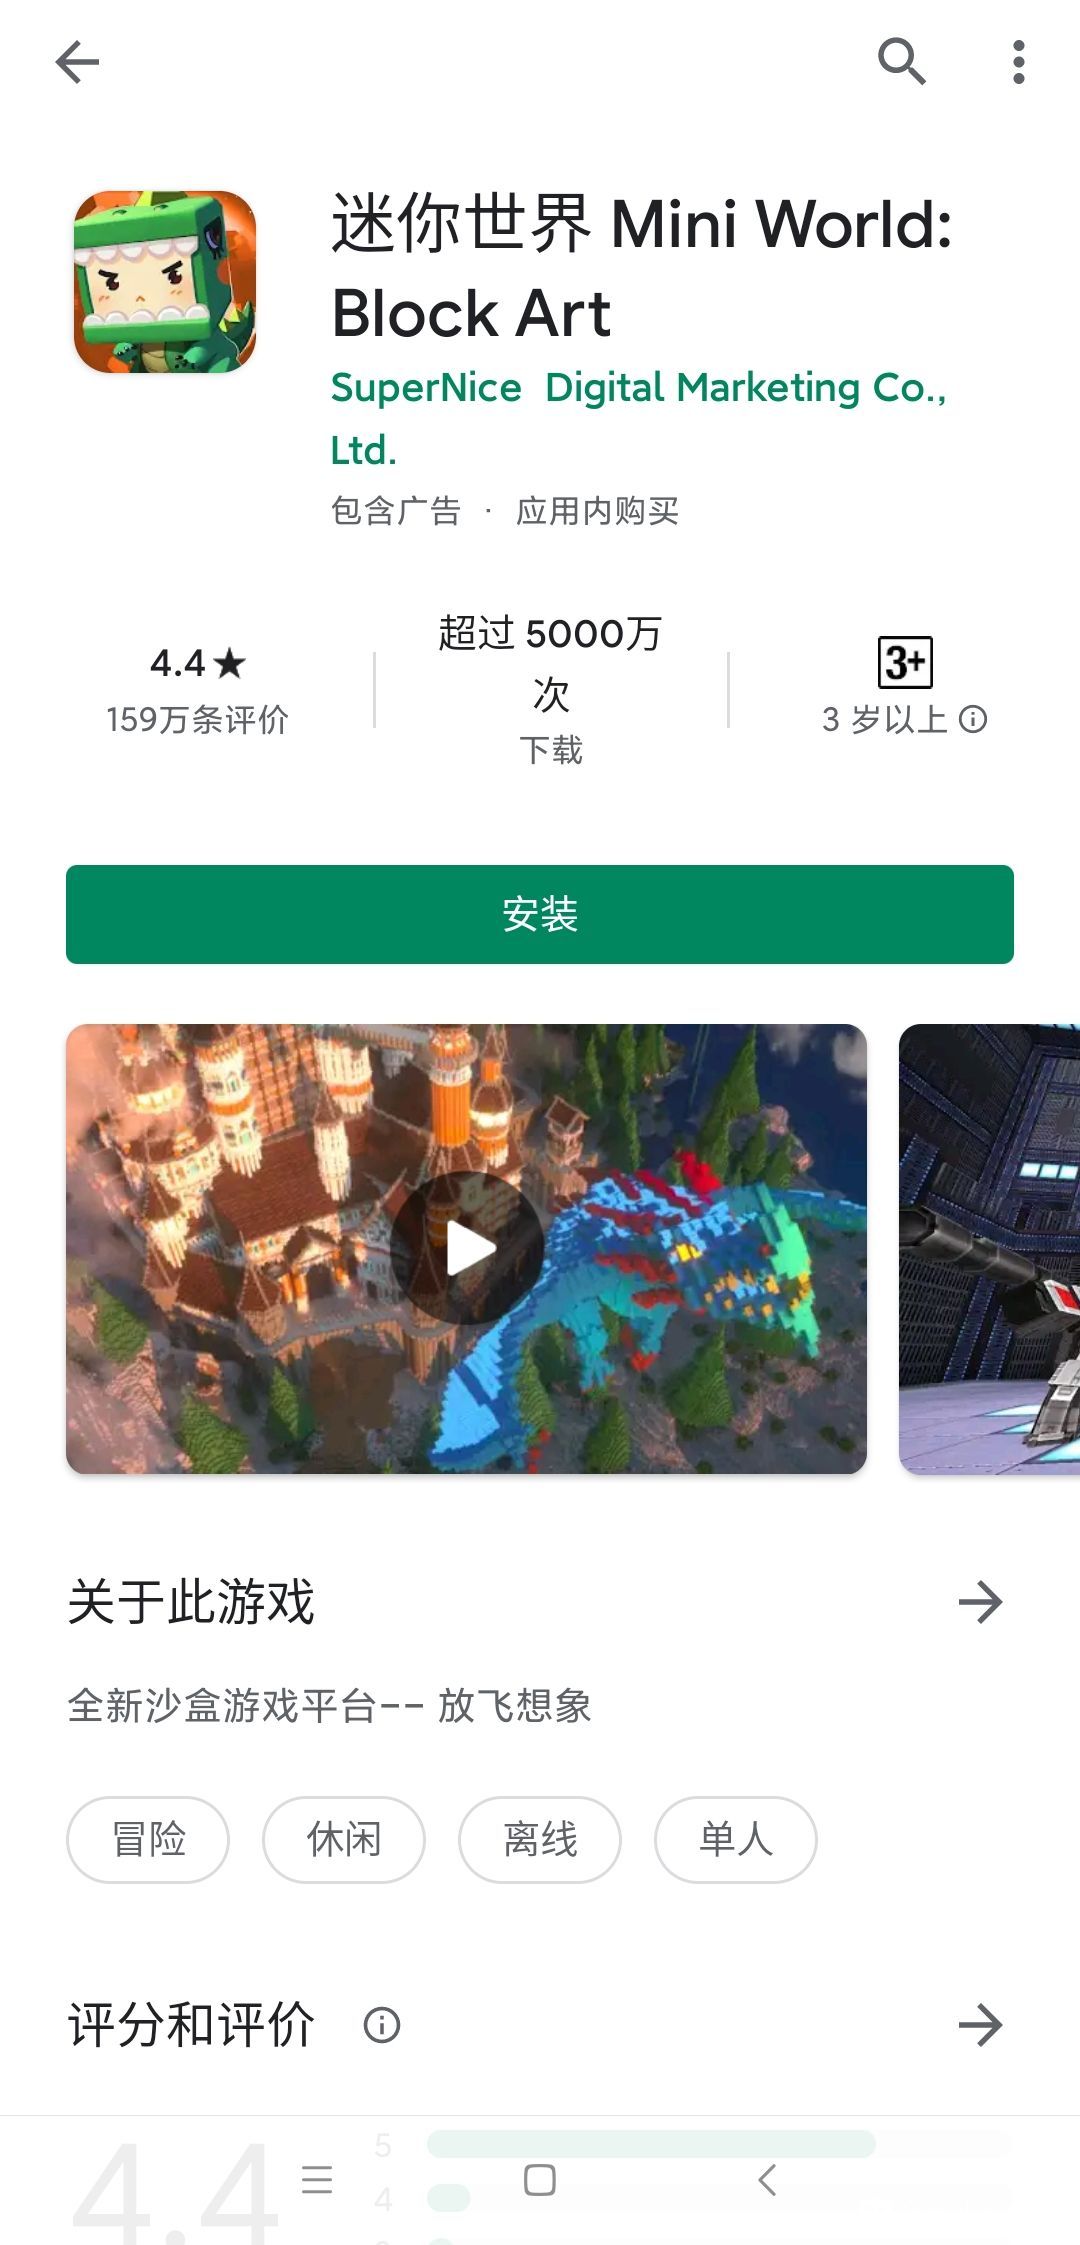 迷你世界 Mini World:
Block Art
SuperNice  Digital Marketing Co.,
Ltd.
包含广告 · 应用内购买
4.4★
159万条评价
超过 5000万
次
下载
3+
3 岁以上
安装
关于此游戏
全新沙盒游戏平台–– 放飞想象
冒险
休闲
离线
单人
评分和评价
4.4
5
4